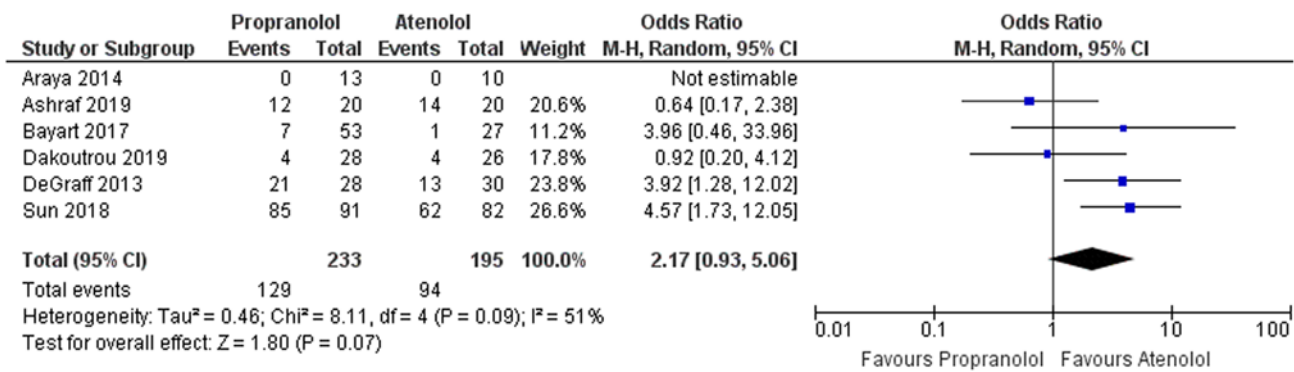 Propranolol Atenolol Odds Ratio Odds Ratio
Study or Subgroup Events Total Events Total Weight M-H, Random, 95% CI M-H, Random, 95% CI
Araya 2014 0 13 0 10 Not estimable
Ashraf 2019 12 20 14 20 20.6% 0.64 [0.17, 2.38]
Bayart 2017 7 53 1 27 11.2% 3.96 [0.46, 33.96]
Dakoutrou 2019 4 28 4 26 17.8% 0.92 [0.20, 4.12]
DeGraff 2013 21 28 13 30 23.8% 3.92 [1.28, 12.02]
Sun 2018 85 91 62 82 26.6% 4.57 [1.73, 12.05]
Total (95% CI) 233 195 100.0% 2.17 [0.93, 5.06]
Total events 129 94
Heterogeneity: Tau² = 0.46; Chi² = 8.11, df = 4 (P = 0.09); I² = 51%
Test for overall effect: Z = 1.80 (P = 0.07)
0.01 0.1 1 10 100
Favours Propranolol Favours Atenolol